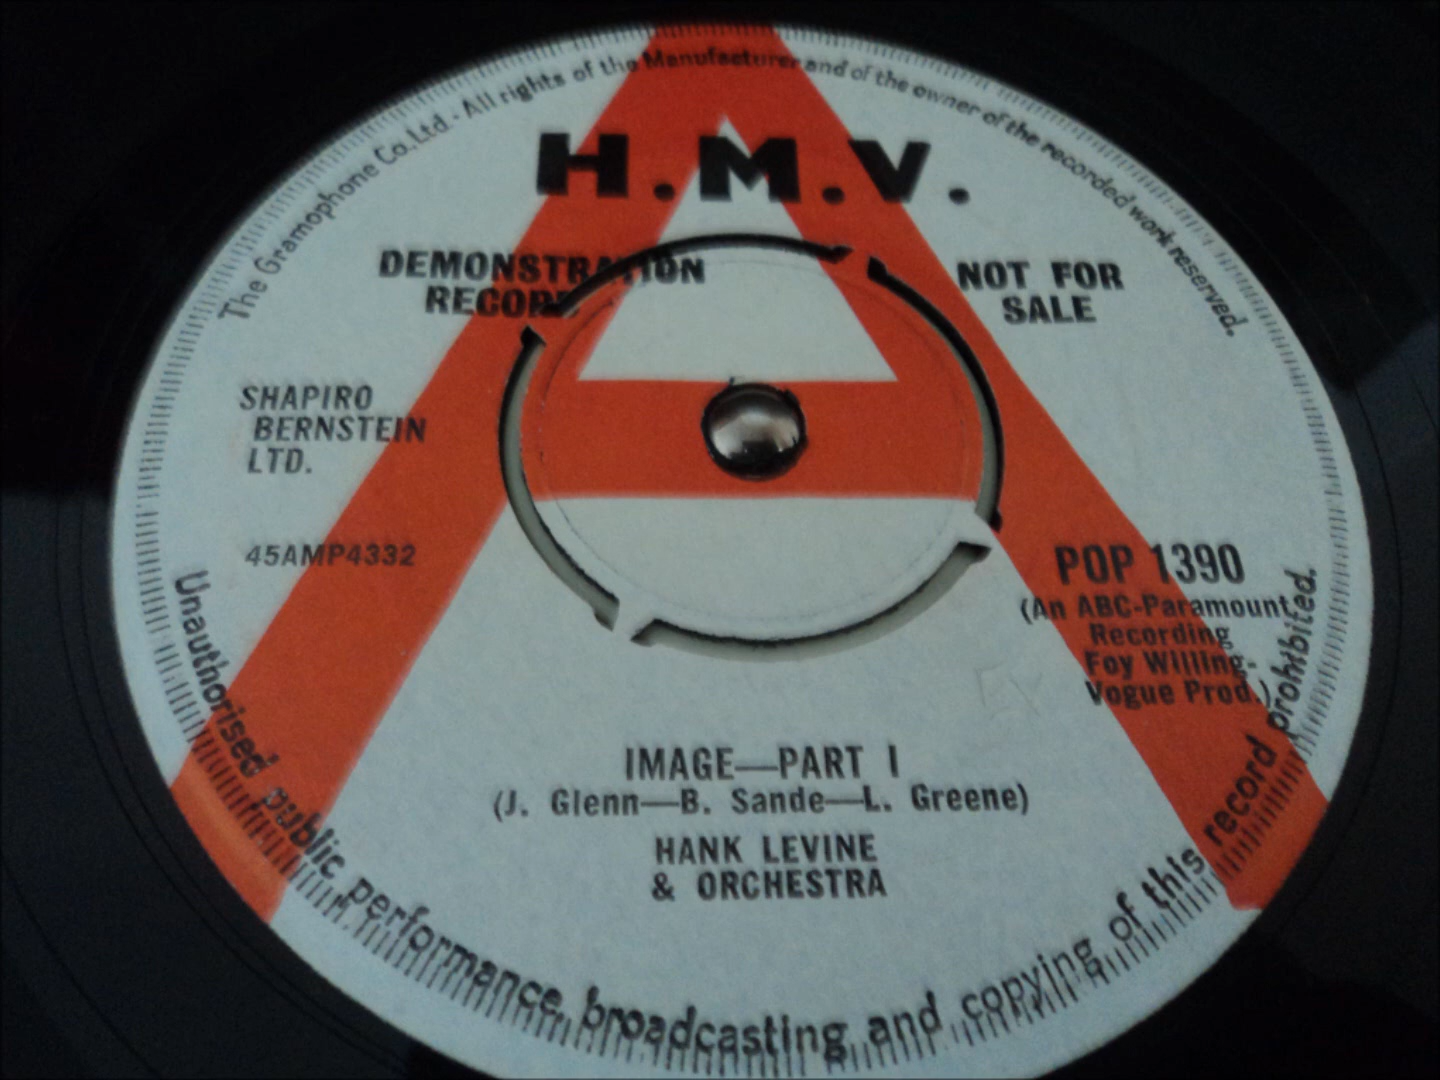 The Gramophone Co. Ltd. - All rights of the Manufacturer and of the owner of the recorded work reserved.
H.M.V.
DEMONSTRATION
RECORD
NOT FOR
SALE
SHAPIRO
BERNSTEIN
LTD.
45AMP4332
POP 1390
(An ABC-Paramount
Recording
Foy Willing-
Vogue Prod.)
EX
IMAGE—PART 1
(J. Glenn—B. Sande—L. Greene)
HANK LEVINE
& ORCHESTRA
Unauthorised public performance, broadcasting and copying of this record prohibited.